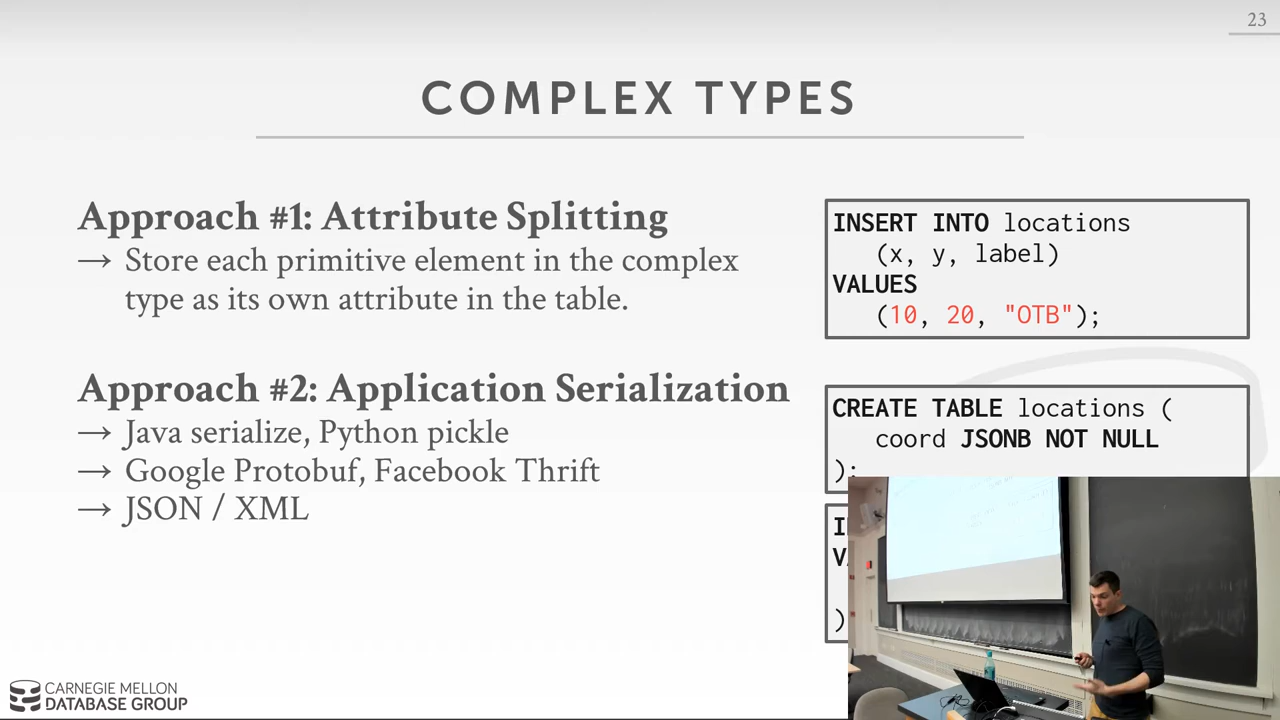 23
COMPLEX TYPES
Approach #1: Attribute Splitting
→ Store each primitive element in the complex
type as its own attribute in the table.
INSERT INTO locations
(x, y, label)
VALUES
(10, 20, "OTB");
Approach #2: Application Serialization
→ Java serialize, Python pickle
→ Google Protobuf, Facebook Thrift
→ JSON / XML
CREATE TABLE locations (
coord JSONB NOT NULL
);
)
CARNEGIE MELLON
DATABASE GROUP